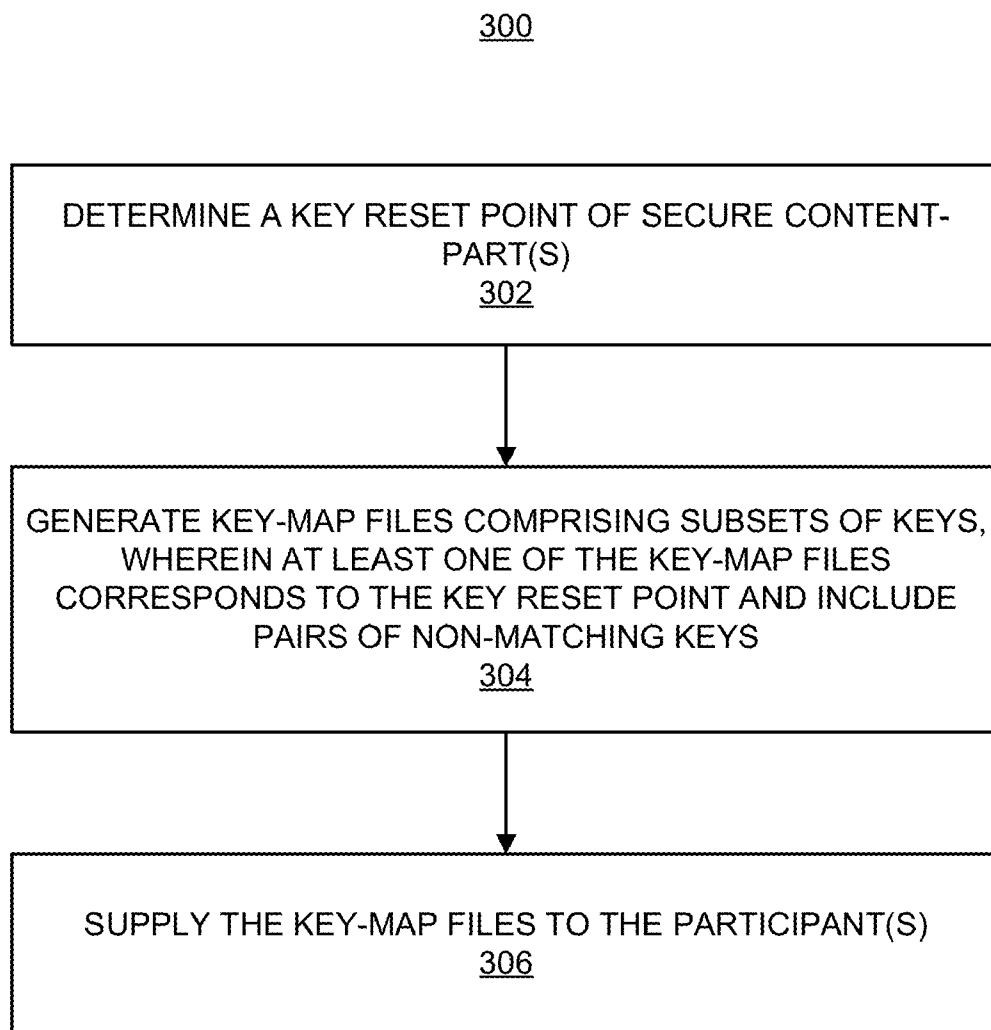 300
DETERMINE A KEY RESET POINT OF SECURE CONTENT-
PART(S)
302
GENERATE KEY-MAP FILES COMPRISING SUBSETS OF KEYS,
WHEREIN AT LEAST ONE OF THE KEY-MAP FILES
CORRESPONDS TO THE KEY RESET POINT AND INCLUDE
PAIRS OF NON-MATCHING KEYS
304
SUPPLY THE KEY-MAP FILES TO THE PARTICIPANT(S)
306